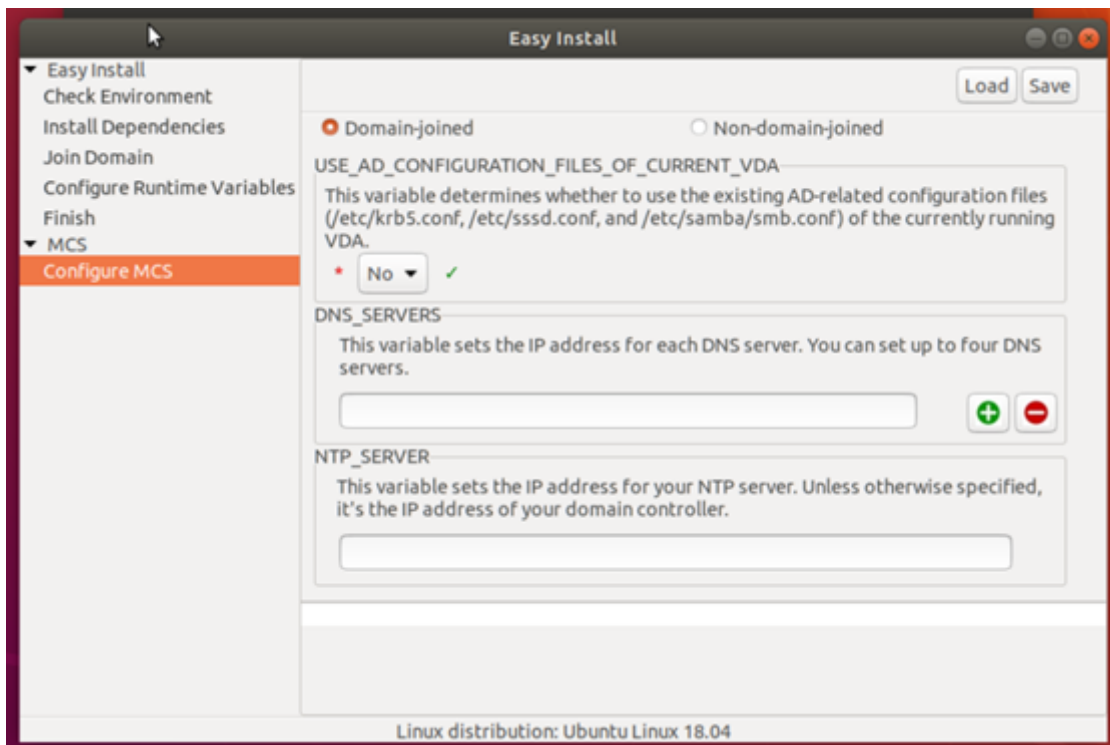 Easy Install
Easy Install
Check Environment
Install Dependencies
Join Domain
Configure Runtime Variables
Finish
MCS
Configure MCS
Load Save
Domain-joined Non-domain-joined
USE_AD_CONFIGURATION_FILES_OF_CURRENT_VDA
This variable determines whether to use the existing AD-related configuration files
(/etc/krb5.conf, /etc/sssd.conf, and /etc/samba/smb.conf) of the currently running
VDA.
* No ✓
DNS_SERVERS
This variable sets the IP address for each DNS server. You can set up to four DNS
servers.
NTP_SERVER
This variable sets the IP address for your NTP server. Unless otherwise specified,
it's the IP address of your domain controller.
Linux distribution: Ubuntu Linux 18.04